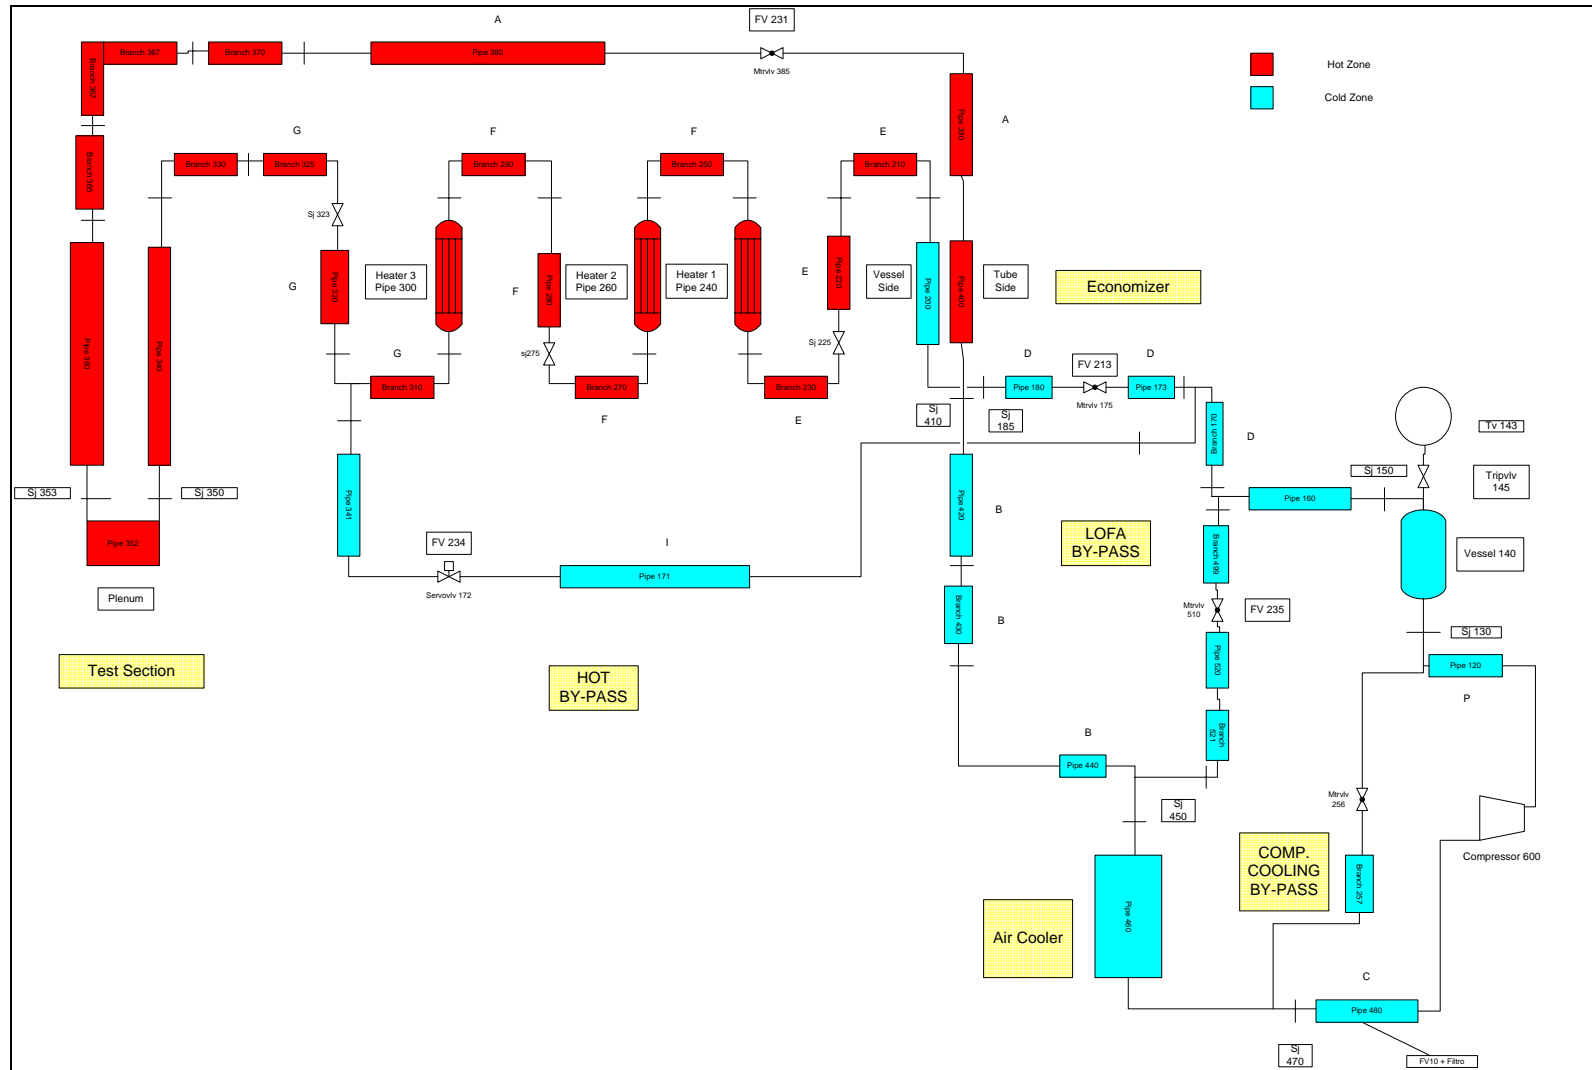 A
FV 231
Branch 367
Branch 370
Pipe 380
Mtrvlv 385
Hot Zone
Cold Zone
Branch 367
Pipe 390
A
G
F
F
E
Branch 365
Branch 330
Branch 325
Branch 290
Branch 250
Branch 210
Sj 323
Pipe 340
Pipe 320
G
Heater 3
Pipe 300
F
Pipe 280
Heater 2
Pipe 260
Heater 1
Pipe 240
E
Pipe 220
Vessel
Side
Pipe 200
Pipe 400
Tube
Side
Economizer
sj275
Sj 225
G
D
FV 213
D
Branch 310
Branch 270
Branch 230
Pipe 180
Mtrvlv 175
Pipe 173
F
E
Sj
410
Sj
185
Branch 170
D
Tv 143
Sj 353
Sj 350
Pipe 341
Pipe 420
B
Sj 150
Pipe 160
Tripvlv
145
Pipe 352
FV 234
I
LOFA
BY-PASS
Branch 499
Vessel 140
Servovlv 172
Pipe 171
Plenum
Branch 430
B
Mtrvlv
510
FV 235
Sj 130
Test Section
HOT
BY-PASS
Pipe 520
Pipe 120
P
B
Branch
521
Pipe 440
Sj
450
Mtrvlv
256
Compressor 600
COMP.
COOLING
BY-PASS
Branch 257
Air Cooler
Pipe 460
C
Pipe 480
Sj
470
FV10 + Filtro